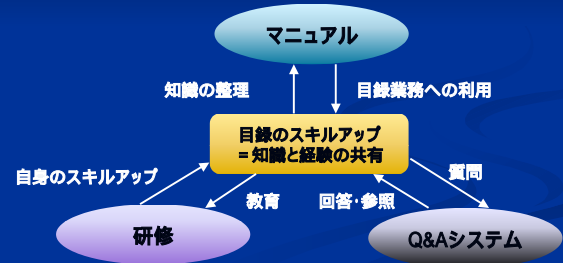 マニュアル
知識の整理
目録業務への利用
目録のスキルアップ
=知識と経験の共有
自身のスキルアップ
質問
教育
回答・参照
研修
Q&Aシステム